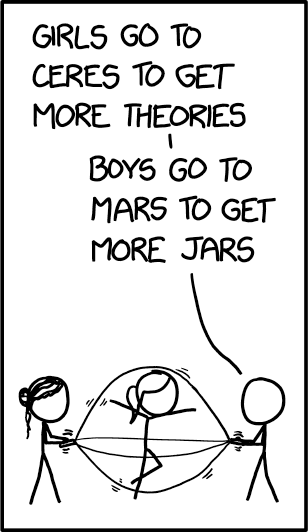 GIRLS GO TO
CERES TO GET
MORE THEORIES
BOYS GO TO
MARS TO GET
MORE JARS